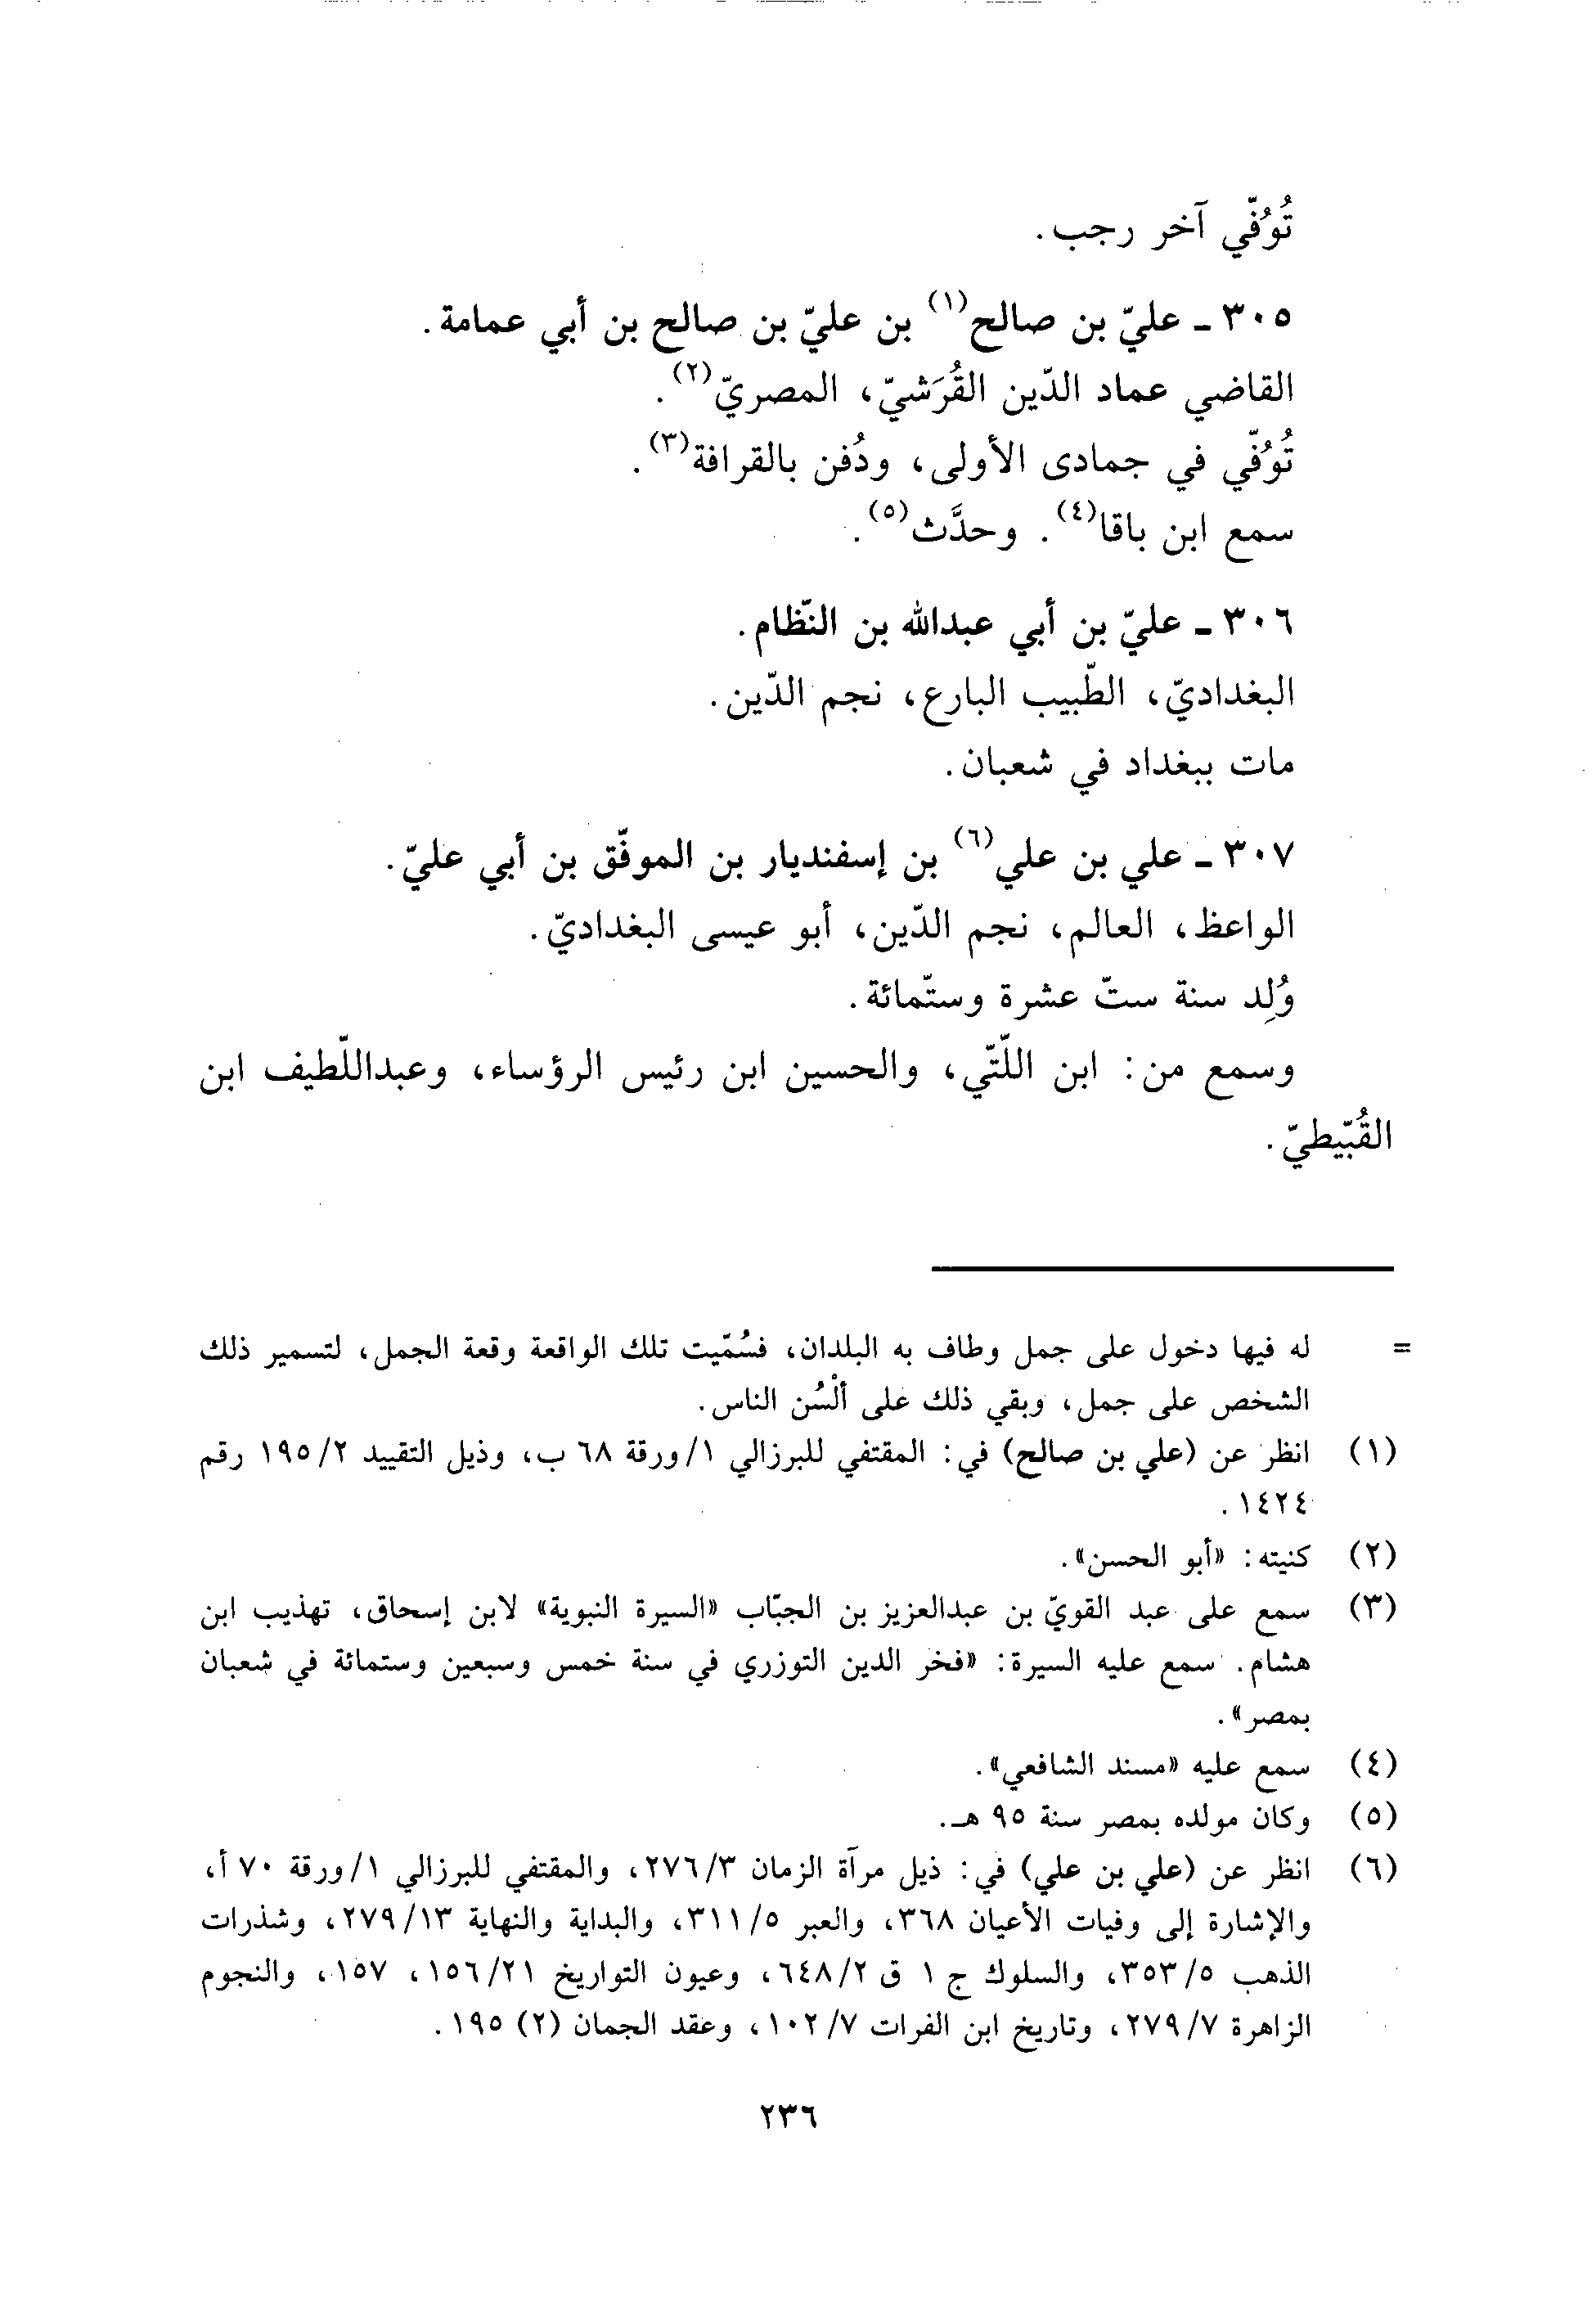 تُوُفّي آخر رجب.
٣٠٥ ـ عليّ بن صالح(١) بن عليّ بن صالح بن أبي عمامة.
القاضي عماد الدّين القُرَشيّ، المصريّ(٢).
تُوُفّي في جمادى الأولى، ودُفن بالقرافة(٣).
سمع ابن باقا(٤). وحدَّث(٥).
٣٠٦ ـ عليّ بن أبي عبدالله بن النّظام.
البغداديّ، الطّبيب البارع، نجم الدّين.
مات ببغداد في شعبان.
٣٠٧ ـ علي بن علي(٦) بن إسفنديار بن الموفّق بن أبي عليّ.
الواعظ، العالم، نجم الدّين، أبو عيسى البغداديّ.
وُلِد سنة ستّ عشرة وستّمائة.
وسمع من: ابن اللّتّي، والحسين ابن رئيس الرؤساء، وعبداللّطيف ابن
القُبّيطيّ.
= له فيها دخول على جمل وطاف به البلدان، فسُمّيت تلك الواقعة وقعة الجمل، لتسمير ذلك
الشخص على جمل، وبقي ذلك على ألْسُن الناس.
(١) انظر عن (علي بن صالح) في: المقتفي للبرزالي ١/ورقة ٦٨ ب، وذيل التقييد ١٩٥/٢ رقم
١٤٢٤.
(٢) كنيته: «أبو الحسن».
(٣) سمع على عبد القويّ بن عبدالعزيز بن الجبّاب «السيرة النبوية» لابن إسحاق، تهذيب ابن
هشام. سمع عليه السيرة: «فخر الدين التوزري في سنة خمس وسبعين وستمائة في شعبان
بمصر».
(٤) سمع عليه «مسند الشافعي».
(٥) وكان مولده بمصر سنة ٩٥ هـ.
(٦) انظر عن (علي بن علي) في: ذيل مرآة الزمان ٢٧٦/٣، والمقتفي للبرزالي ١/ورقة ٧٠ أ،
والإشارة إلى وفيات الأعيان ٣٦٨، والعبر ٣١١/٥، والبداية والنهاية ٢٧٩/١٣، وشذرات
الذهب ٣٥٣/٥، والسلوك ج ١ ق ٦٤٨/٢، وعيون التواريخ ١٥٦/٢١، ١٥٧، والنجوم
الزاهرة ٢٧٩/٧، وتاريخ ابن الفرات ١٠٢/٧، وعقد الجمان (٢) ١٩٥.
٢٣٦